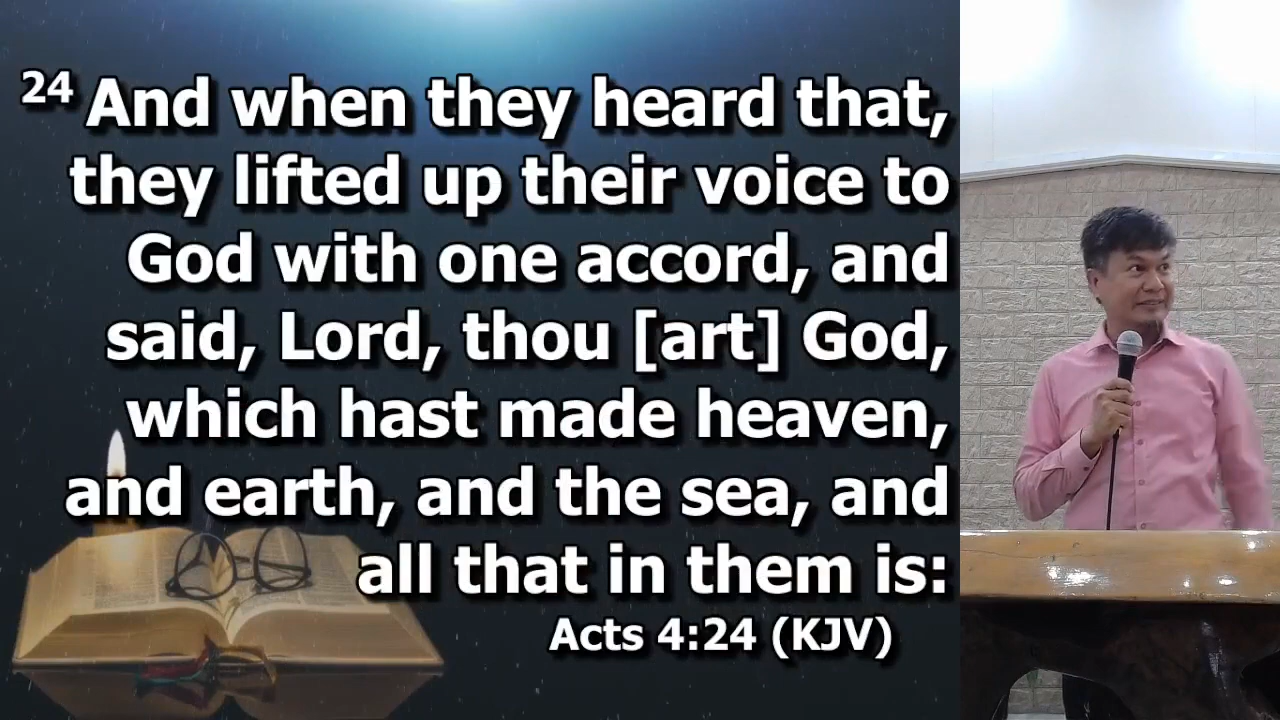 24 And when they heard that,
they lifted up their voice to
God with one accord, and
said, Lord, thou [art] God,
which hast made heaven,
and earth, and the sea, and
all that in them is:
Acts 4:24 (KJV)